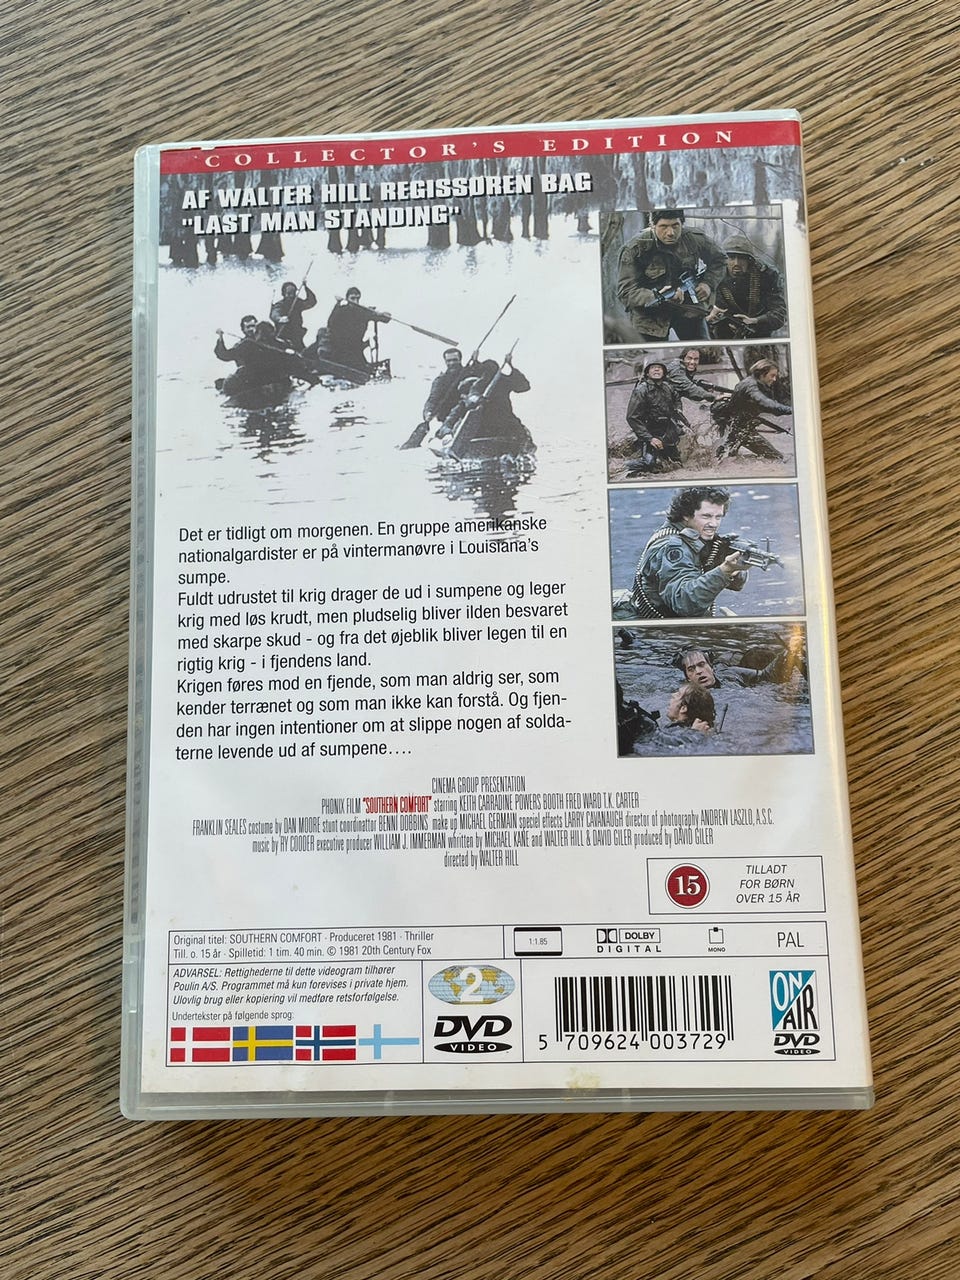 COLLECTOR'S EDITION
AF WALTER HILL REGISSØREN BAG
"LAST MAN STANDING"
Det er tidligt om morgenen. En gruppe amerikanske
nationalgardister er på vintermanøvre i Louisiana's
sumpe.
Fuldt udrustet til krig drager de ud i sumpene og leger
krig med løs krudt, men pludselig bliver ilden besvaret
med skarpe skud - og fra det øjeblik bliver legen til en
rigtig krig - i fjendens land.
Krigen føres mod en fjende, som man aldrig ser, som
kender terrænet og som man ikke kan forstå. Og fjen-
den har ingen intentioner om at slippe nogen af solda-
terne levende ud af sumpene....
CINEMA GROUP PRESENTATION
PHONIX FILM "SOUTHERN COMFORT" starring KEITH CARRADINE POWERS BOOTH FRED WARD T.K. CARTER
FRANKLIN SEALES costume by DAN MOORE stunt coordinattor BENNI DOBBINS make up MICHAEL GERMAIN speciel effects LARRY CAVANAUGH director of photography ANDREW LASZLO, A.S.C.
music by RY COODER executive producer WILLIAM J. IMMERMAN whritten by MICHAEL KANE and WALTER HILL & DAVID GILER produced by DAVID GILER
directed by WALTER HILL
15
TILLADT
FOR BØRN
OVER 15 ÅR
Original titel: SOUTHERN COMFORT · Produceret 1981 · Thriller
Till. o. 15 år · Spilletid: 1 tim. 40 min. © 1981 20th Century Fox
1:1.85
DOLBY
DIGITAL
MONO
PAL
ADVARSEL: Rettighederne til dette videogram tilhører
Poulin A/S. Programmet må kun forevises i private hjem.
Ulovlig brug eller kopiering vil medføre retsforfølgelse.
Undertekster på følgende sprog:
2
DVD
VIDEO
5 709624 003729
ON
AIR
DVD
VIDEO